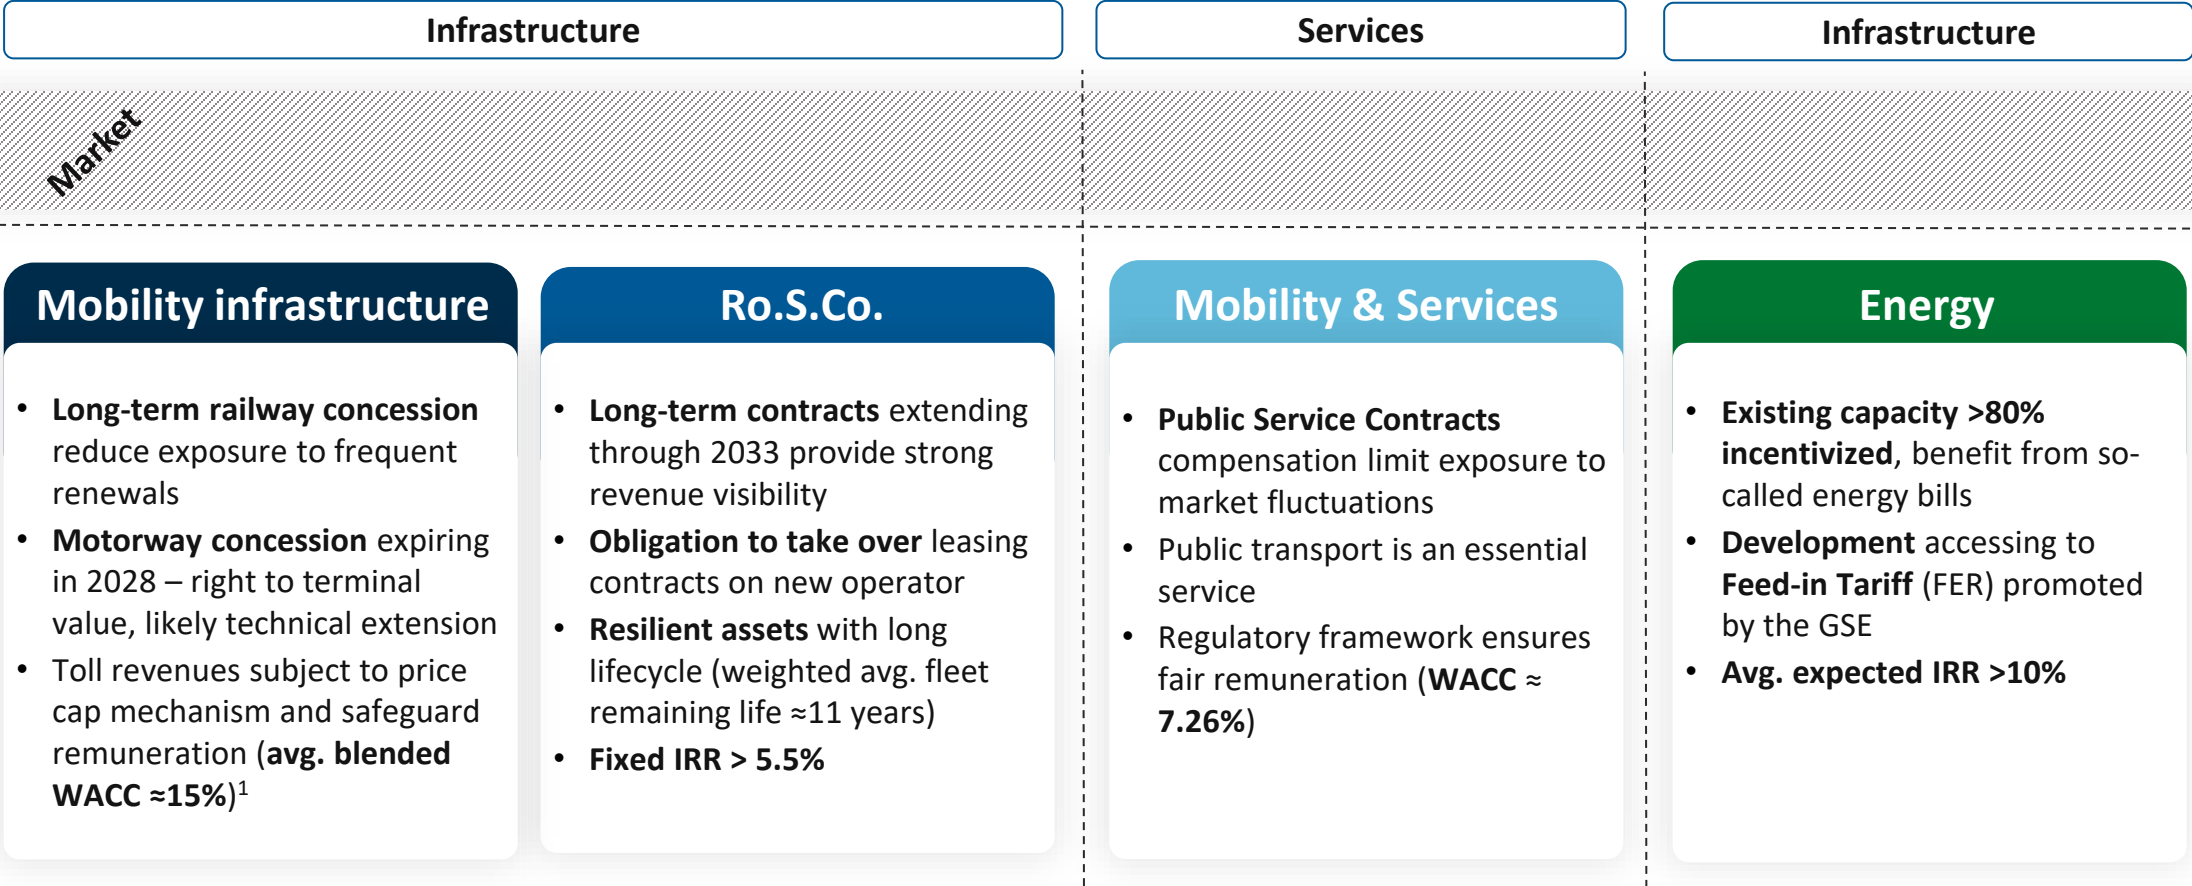 Infrastructure
Services
Infrastructure
Market
Mobility infrastructure
• Long-term railway concession
reduce exposure to frequent
renewals
• Motorway concession expiring
in 2028 – right to terminal
value, likely technical extension
• Toll revenues subject to price
cap mechanism and safeguard
remuneration (avg. blended
WACC ≈15%)¹
Ro.S.Co.
• Long-term contracts extending
through 2033 provide strong
revenue visibility
• Obligation to take over leasing
contracts on new operator
• Resilient assets with long
lifecycle (weighted avg. fleet
remaining life ≈11 years)
• Fixed IRR > 5.5%
Mobility & Services
• Public Service Contracts
compensation limit exposure to
market fluctuations
• Public transport is an essential
service
• Regulatory framework ensures
fair remuneration (WACC ≈
7.26%)
Energy
• Existing capacity >80%
incentivized, benefit from so-
called energy bills
• Development accessing to
Feed-in Tariff (FER) promoted
by the GSE
• Avg. expected IRR >10%